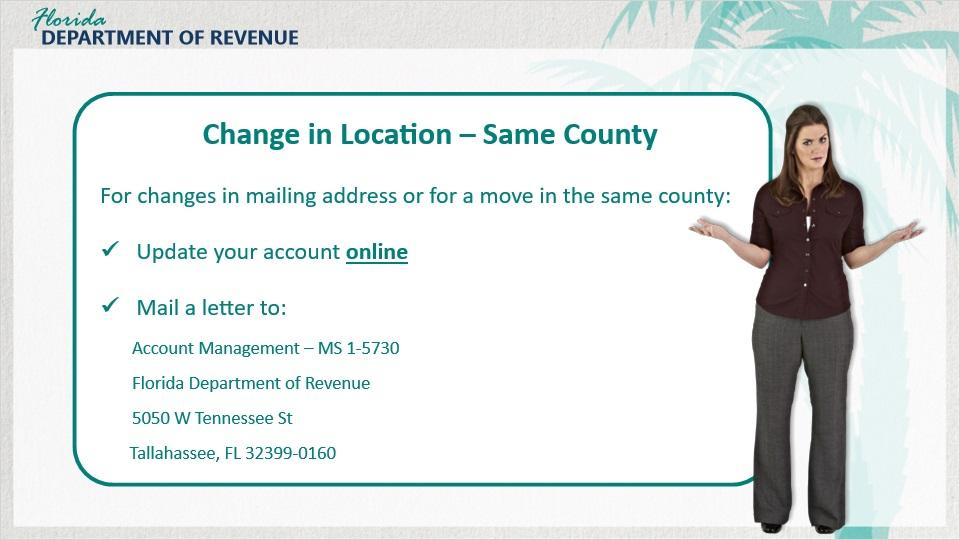 Florida
DEPARTMENT OF REVENUE
Change in Location – Same County
For changes in mailing address or for a move in the same county:
✓ Update your account online
✓ Mail a letter to:
Account Management – MS 1-5730
Florida Department of Revenue
5050 W Tennessee St
Tallahassee, FL 32399-0160